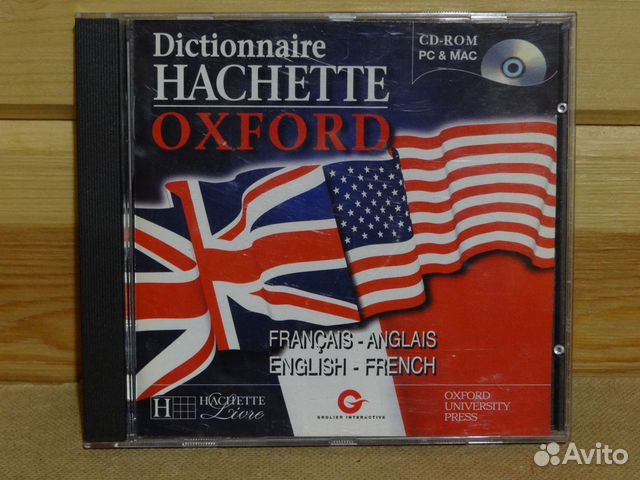 Dictionnaire
HACHETTE
OXFORD
CD-ROM
PC & MAC
FRANÇAIS - ANGLAIS
ENGLISH - FRENCH
H
HACHETTE
Livre
GROLIER INTERACTIVE
OXFORD
UNIVERSITY
PRESS
Avito